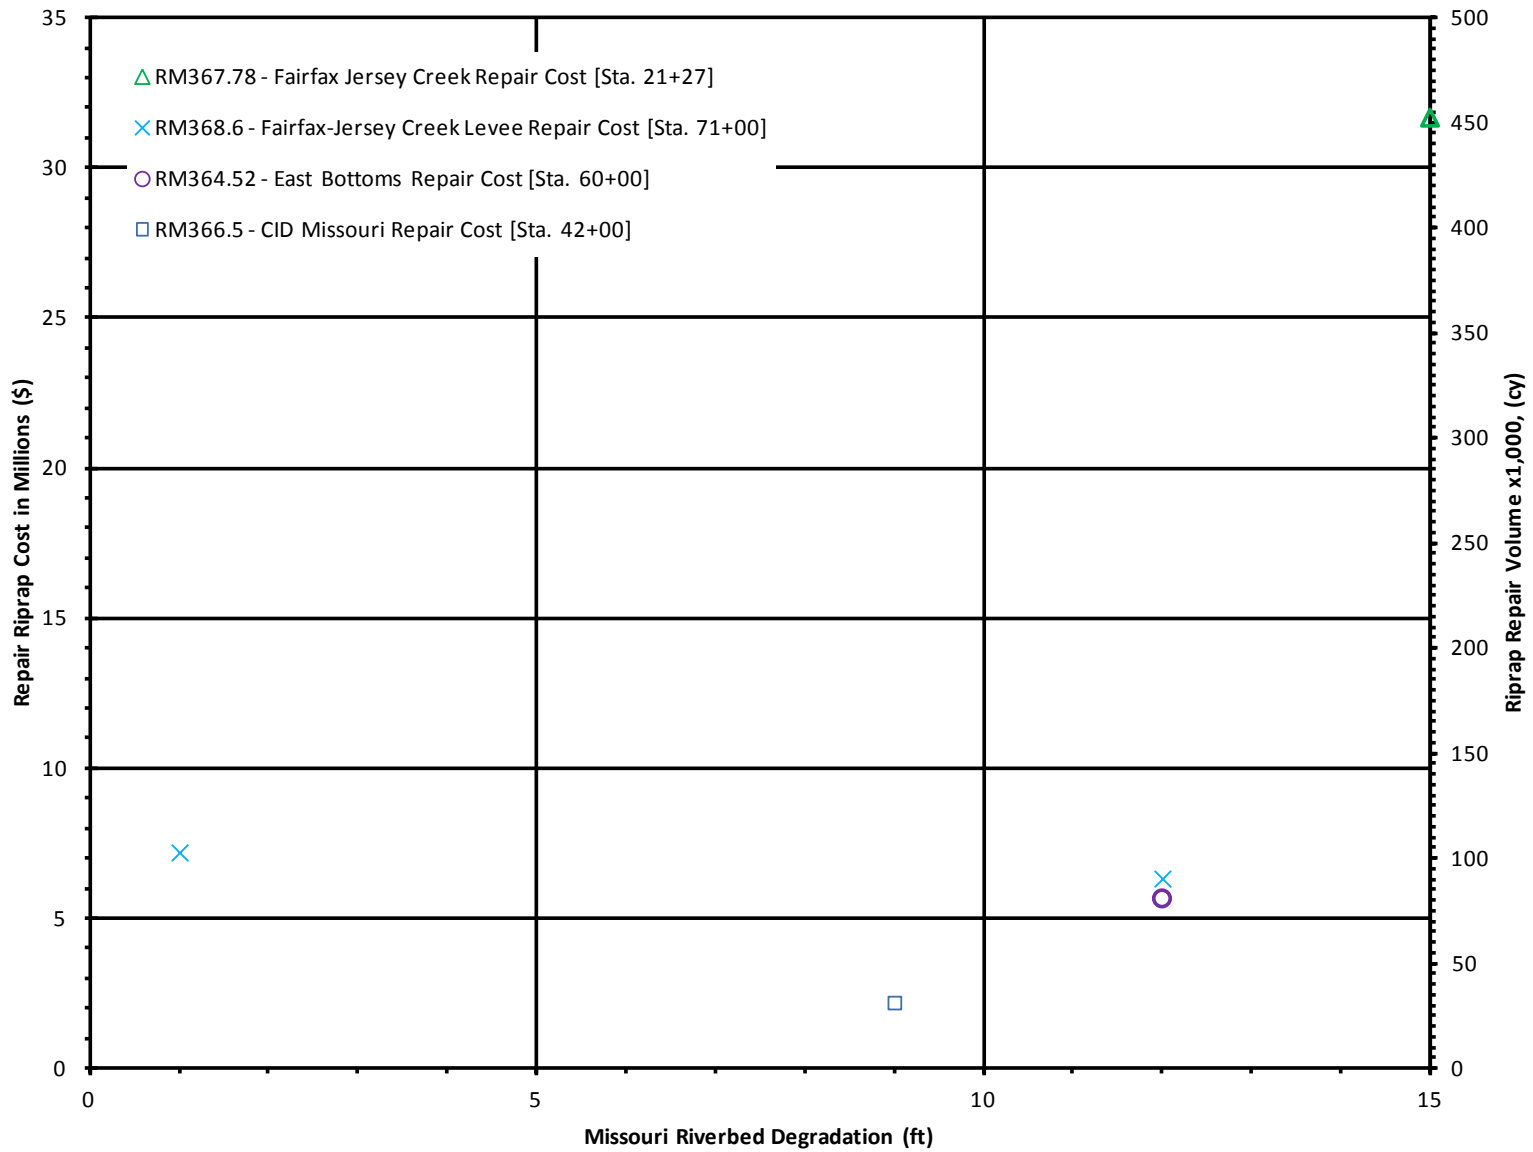 RM367.78 - Fairfax Jersey Creek Repair Cost [Sta. 21+27]
RM368.6 - Fairfax-Jersey Creek Levee Repair Cost [Sta. 71+00]
RM364.52 - East Bottoms Repair Cost [Sta. 60+00]
RM366.5 - CID Missouri Repair Cost [Sta. 42+00]
Repair Riprap Cost in Millions ($)
35
30
25
20
15
10
5
0
500
450
400
350
300
250
200
150
100
50
0
Riprap Repair Volume x1,000, (cy)
0 5 10 15
Missouri Riverbed Degradation (ft)